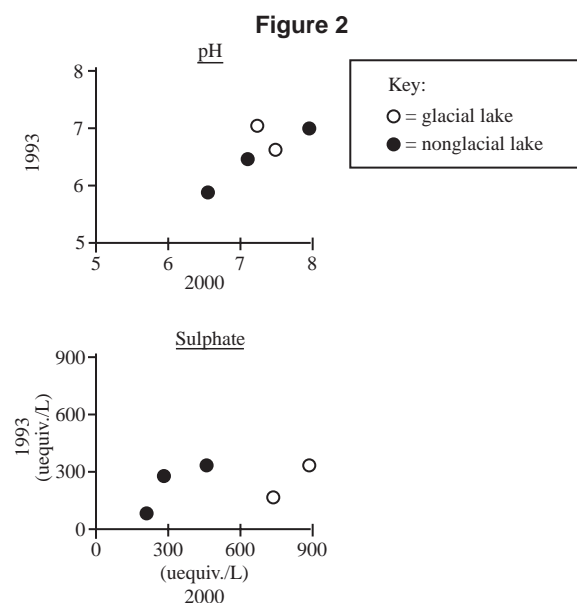 Figure 2
pH
8
7
6
5
1993
5 6 7 8
2000
Key:
= glacial lake
= nonglacial lake
Sulphate
900
600
300
0
1993
(uequiv./L)
0 300 600 900
(uequiv./L)
2000